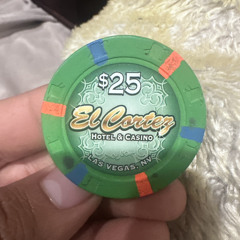 $25
El Cortez
HOTEL & CASINO
LAS VEGAS, NV